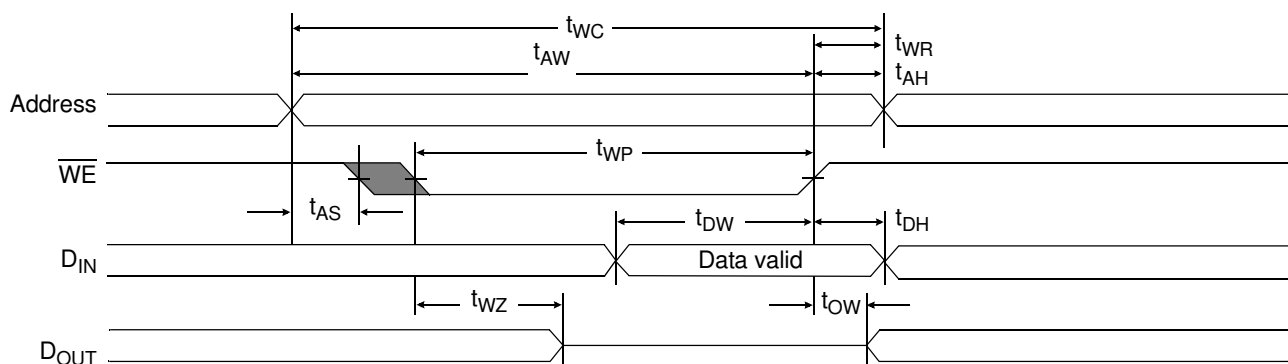 tWC
tWR
tAW
tAH
Address
WE
tWP
tAS
tDW
tDH
DIN
Data valid
tWZ
tOW
DOUT